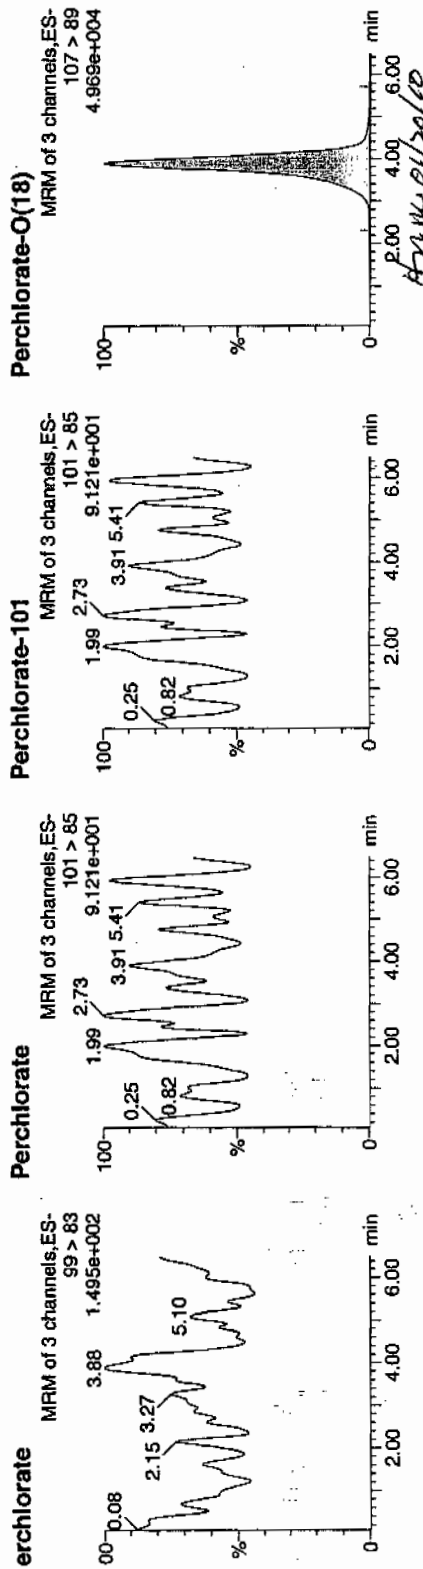 erchlorate
MRM of 3 channels,ES-
99 > 83
1.495e+002
00
%
0
0.08
2.15
3.27
3.88
5.10
2.00
4.00
6.00
min
Perchlorate
MRM of 3 channels,ES-
101 > 85
9.121e+001
100
%
0
0.25
0.82
1.99
2.73
3.91
5.41
2.00
4.00
6.00
min
Perchlorate-101
MRM of 3 channels,ES-
101 > 85
9.121e+001
100
%
0
0.25
0.82
1.99
2.73
3.91
5.41
2.00
4.00
6.00
min
Perchlorate-O(18)
MRM of 3 channels,ES-
107 > 89
4.969e+004
100
%
0
2.00
4.00
6.00
min